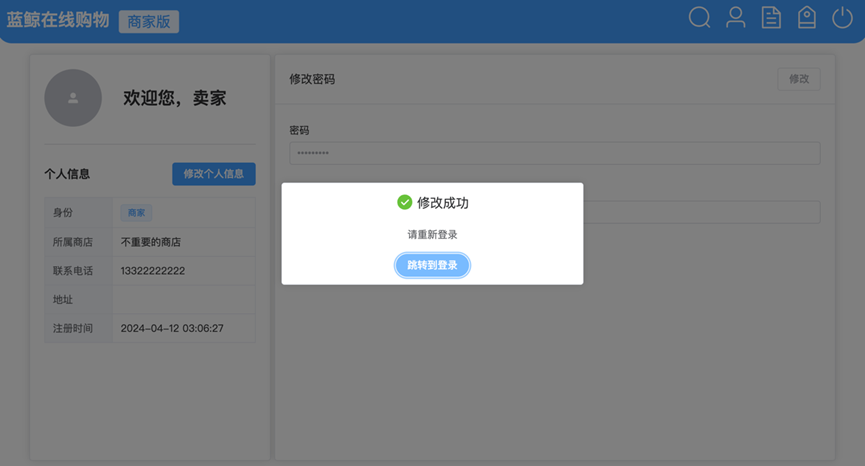 蓝鲸在线购物 商家版
欢迎您，卖家
个人信息 修改个人信息
身份 商家
所属商店 不重要的商店
联系电话 13322222222
地址
注册时间 2024-04-12 03:06:27
修改密码 修改
密码
修改成功
请重新登录
跳转到登录